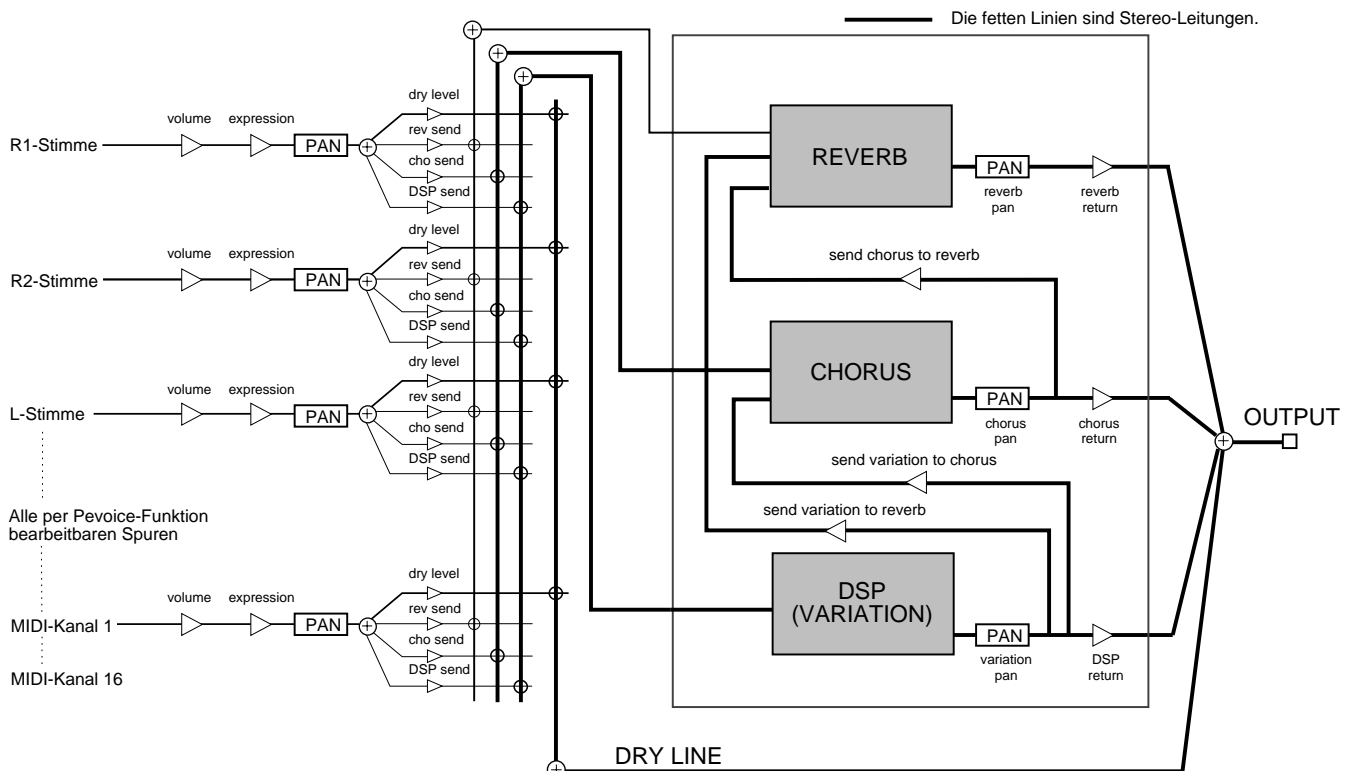 Die fetten Linien sind Stereo-Leitungen.
R1-Stimme
volume
expression
PAN
dry level
rev send
cho send
DSP send
R2-Stimme
volume
expression
PAN
dry level
rev send
cho send
DSP send
L-Stimme
volume
expression
PAN
dry level
rev send
cho send
DSP send
Alle per Pevoice-Funktion
bearbeitbaren Spuren
MIDI-Kanal 1
volume
expression
PAN
dry level
rev send
cho send
DSP send
MIDI-Kanal 16
REVERB
PAN
reverb
pan
reverb
return
send chorus to reverb
CHORUS
PAN
chorus
pan
chorus
return
send variation to chorus
send variation to reverb
DSP
(VARIATION)
PAN
variation
pan
DSP
return
OUTPUT
DRY LINE